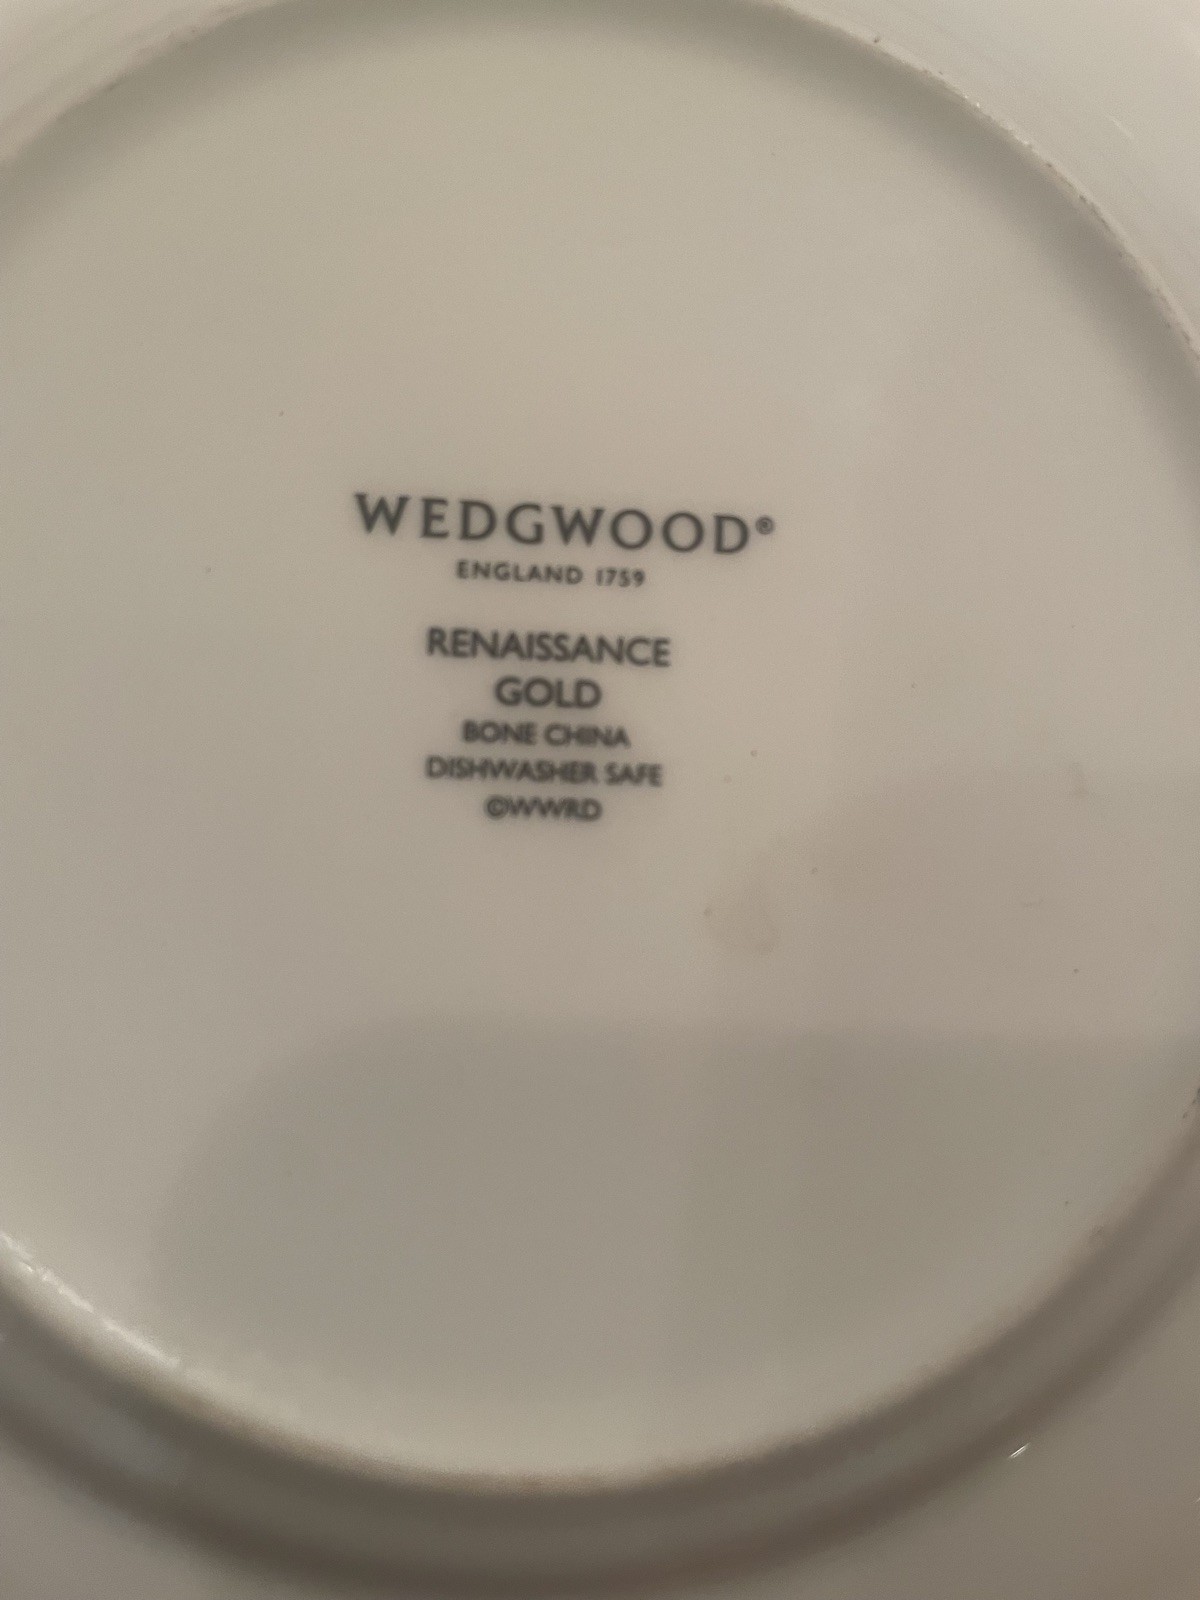 WEDGWOOD®
ENGLAND 1759
RENAISSANCE
GOLD
BONE CHINA
DISHWASHER SAFE
©WWRD